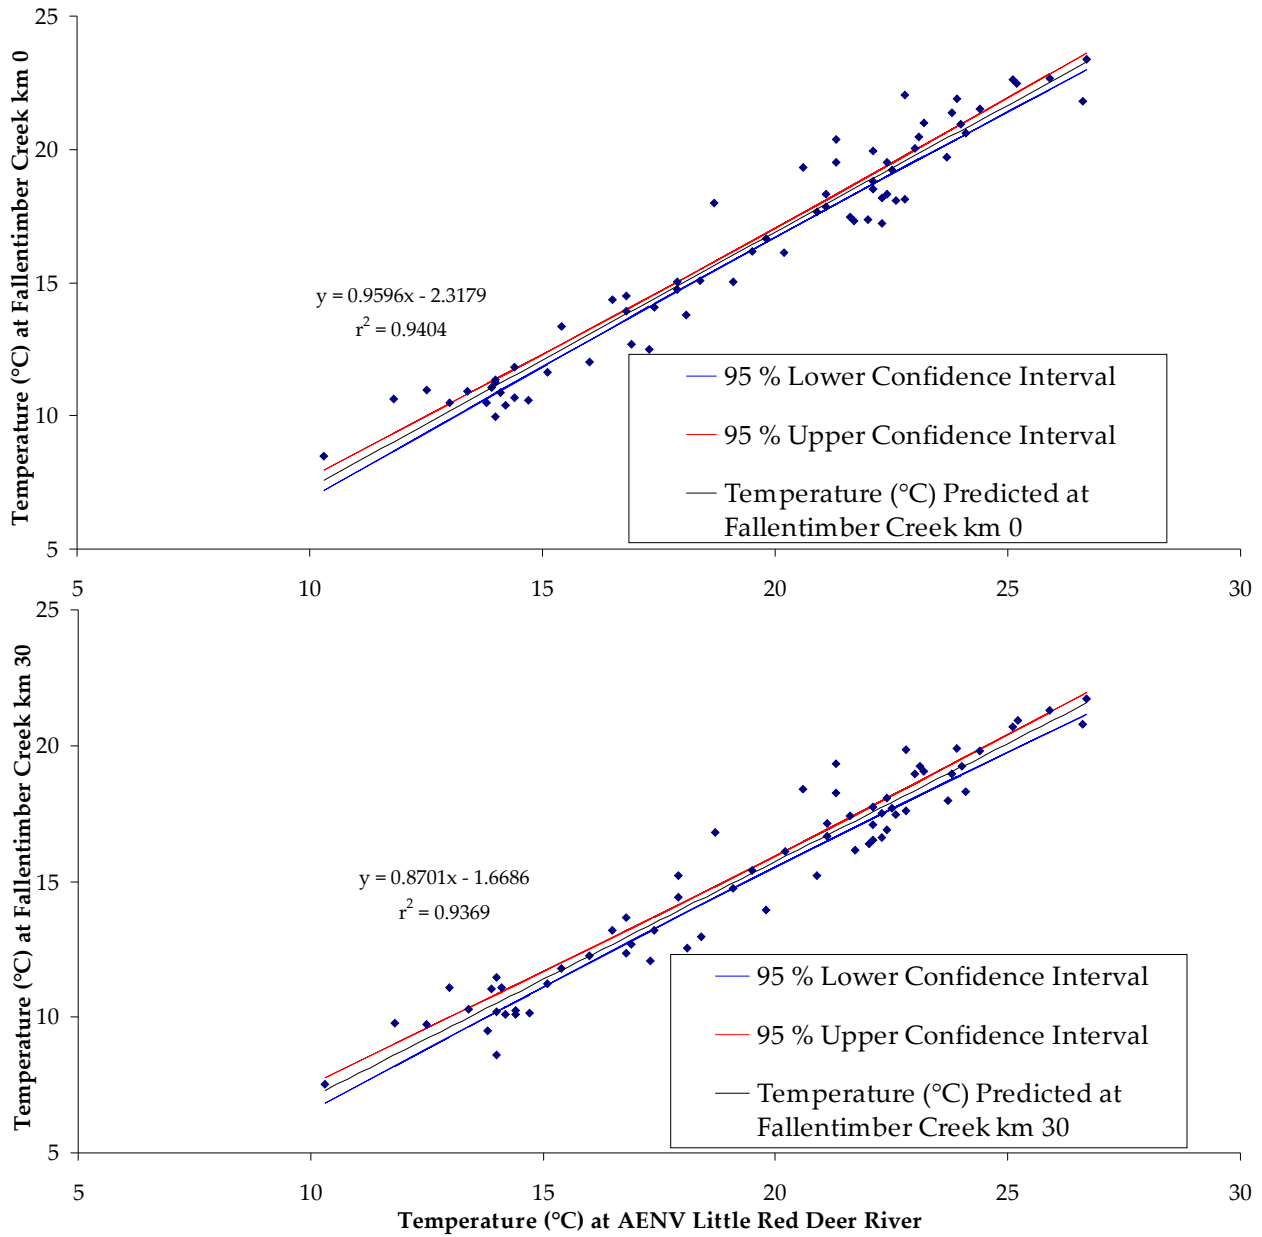 25
20
15
10
5
Temperature (°C) at Fallentimber Creek km 0
y = 0.9596x - 2.3179
r² = 0.9404
95 % Lower Confidence Interval
95 % Upper Confidence Interval
Temperature (°C) Predicted at
Fallentimber Creek km 0
5 10 15 20 25 30
25
20
15
10
5
Temperature (°C) at Fallentimber Creek km 30
y = 0.8701x - 1.6686
r² = 0.9369
95 % Lower Confidence Interval
95 % Upper Confidence Interval
Temperature (°C) Predicted at
Fallentimber Creek km 30
5 10 15 20 25 30
Temperature (°C) at AENV Little Red Deer River